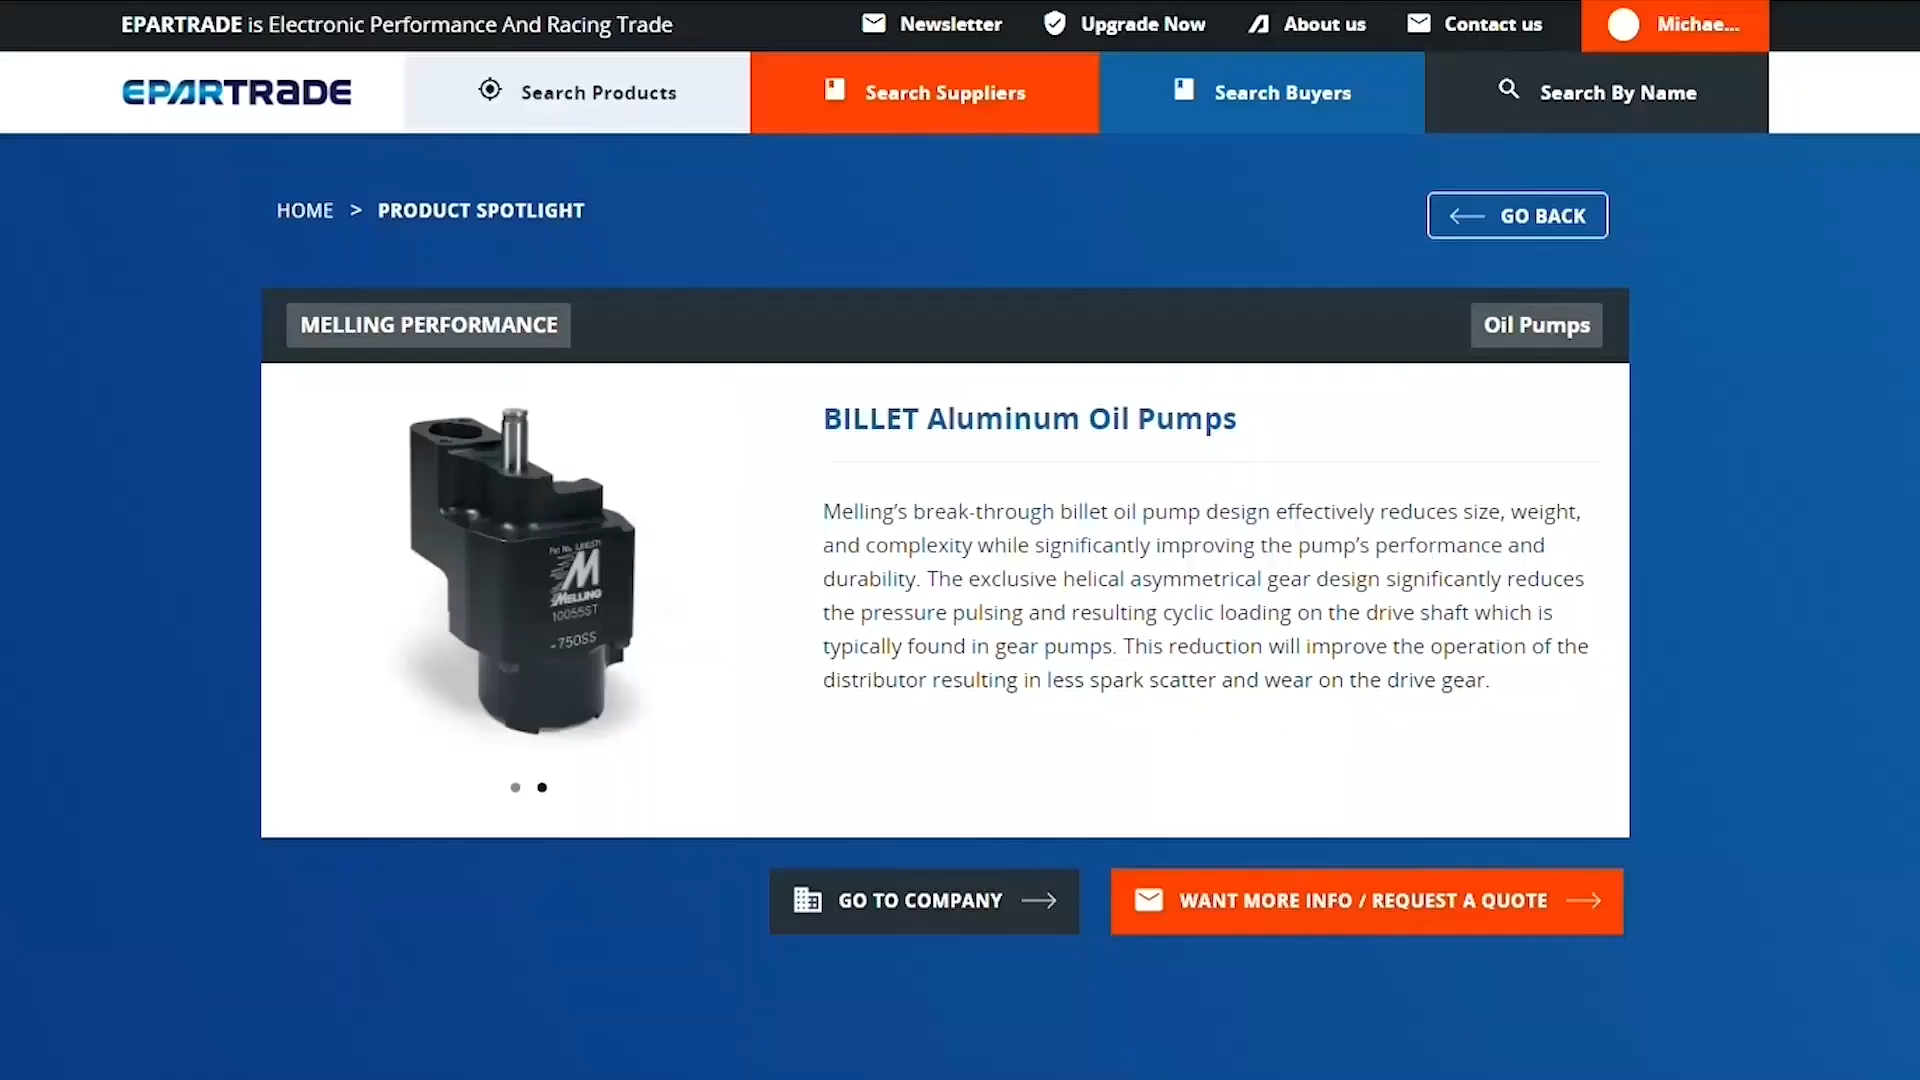 EPARTRADE is Electronic Performance And Racing Trade
Newsletter
Upgrade Now
About us
Contact us
Michae...
EPARTRADE
Search Products
Search Suppliers
Search Buyers
Search By Name
HOME > PRODUCT SPOTLIGHT
GO BACK
MELLING PERFORMANCE
Oil Pumps
BILLET Aluminum Oil Pumps
Melling’s break-through billet oil pump design effectively reduces size, weight,
and complexity while significantly improving the pump’s performance and
durability. The exclusive helical asymmetrical gear design significantly reduces
the pressure pulsing and resulting cyclic loading on the drive shaft which is
typically found in gear pumps. This reduction will improve the operation of the
distributor resulting in less spark scatter and wear on the drive gear.
Pat No.
M
MELLING
10055ST
-750SS
GO TO COMPANY
WANT MORE INFO / REQUEST A QUOTE